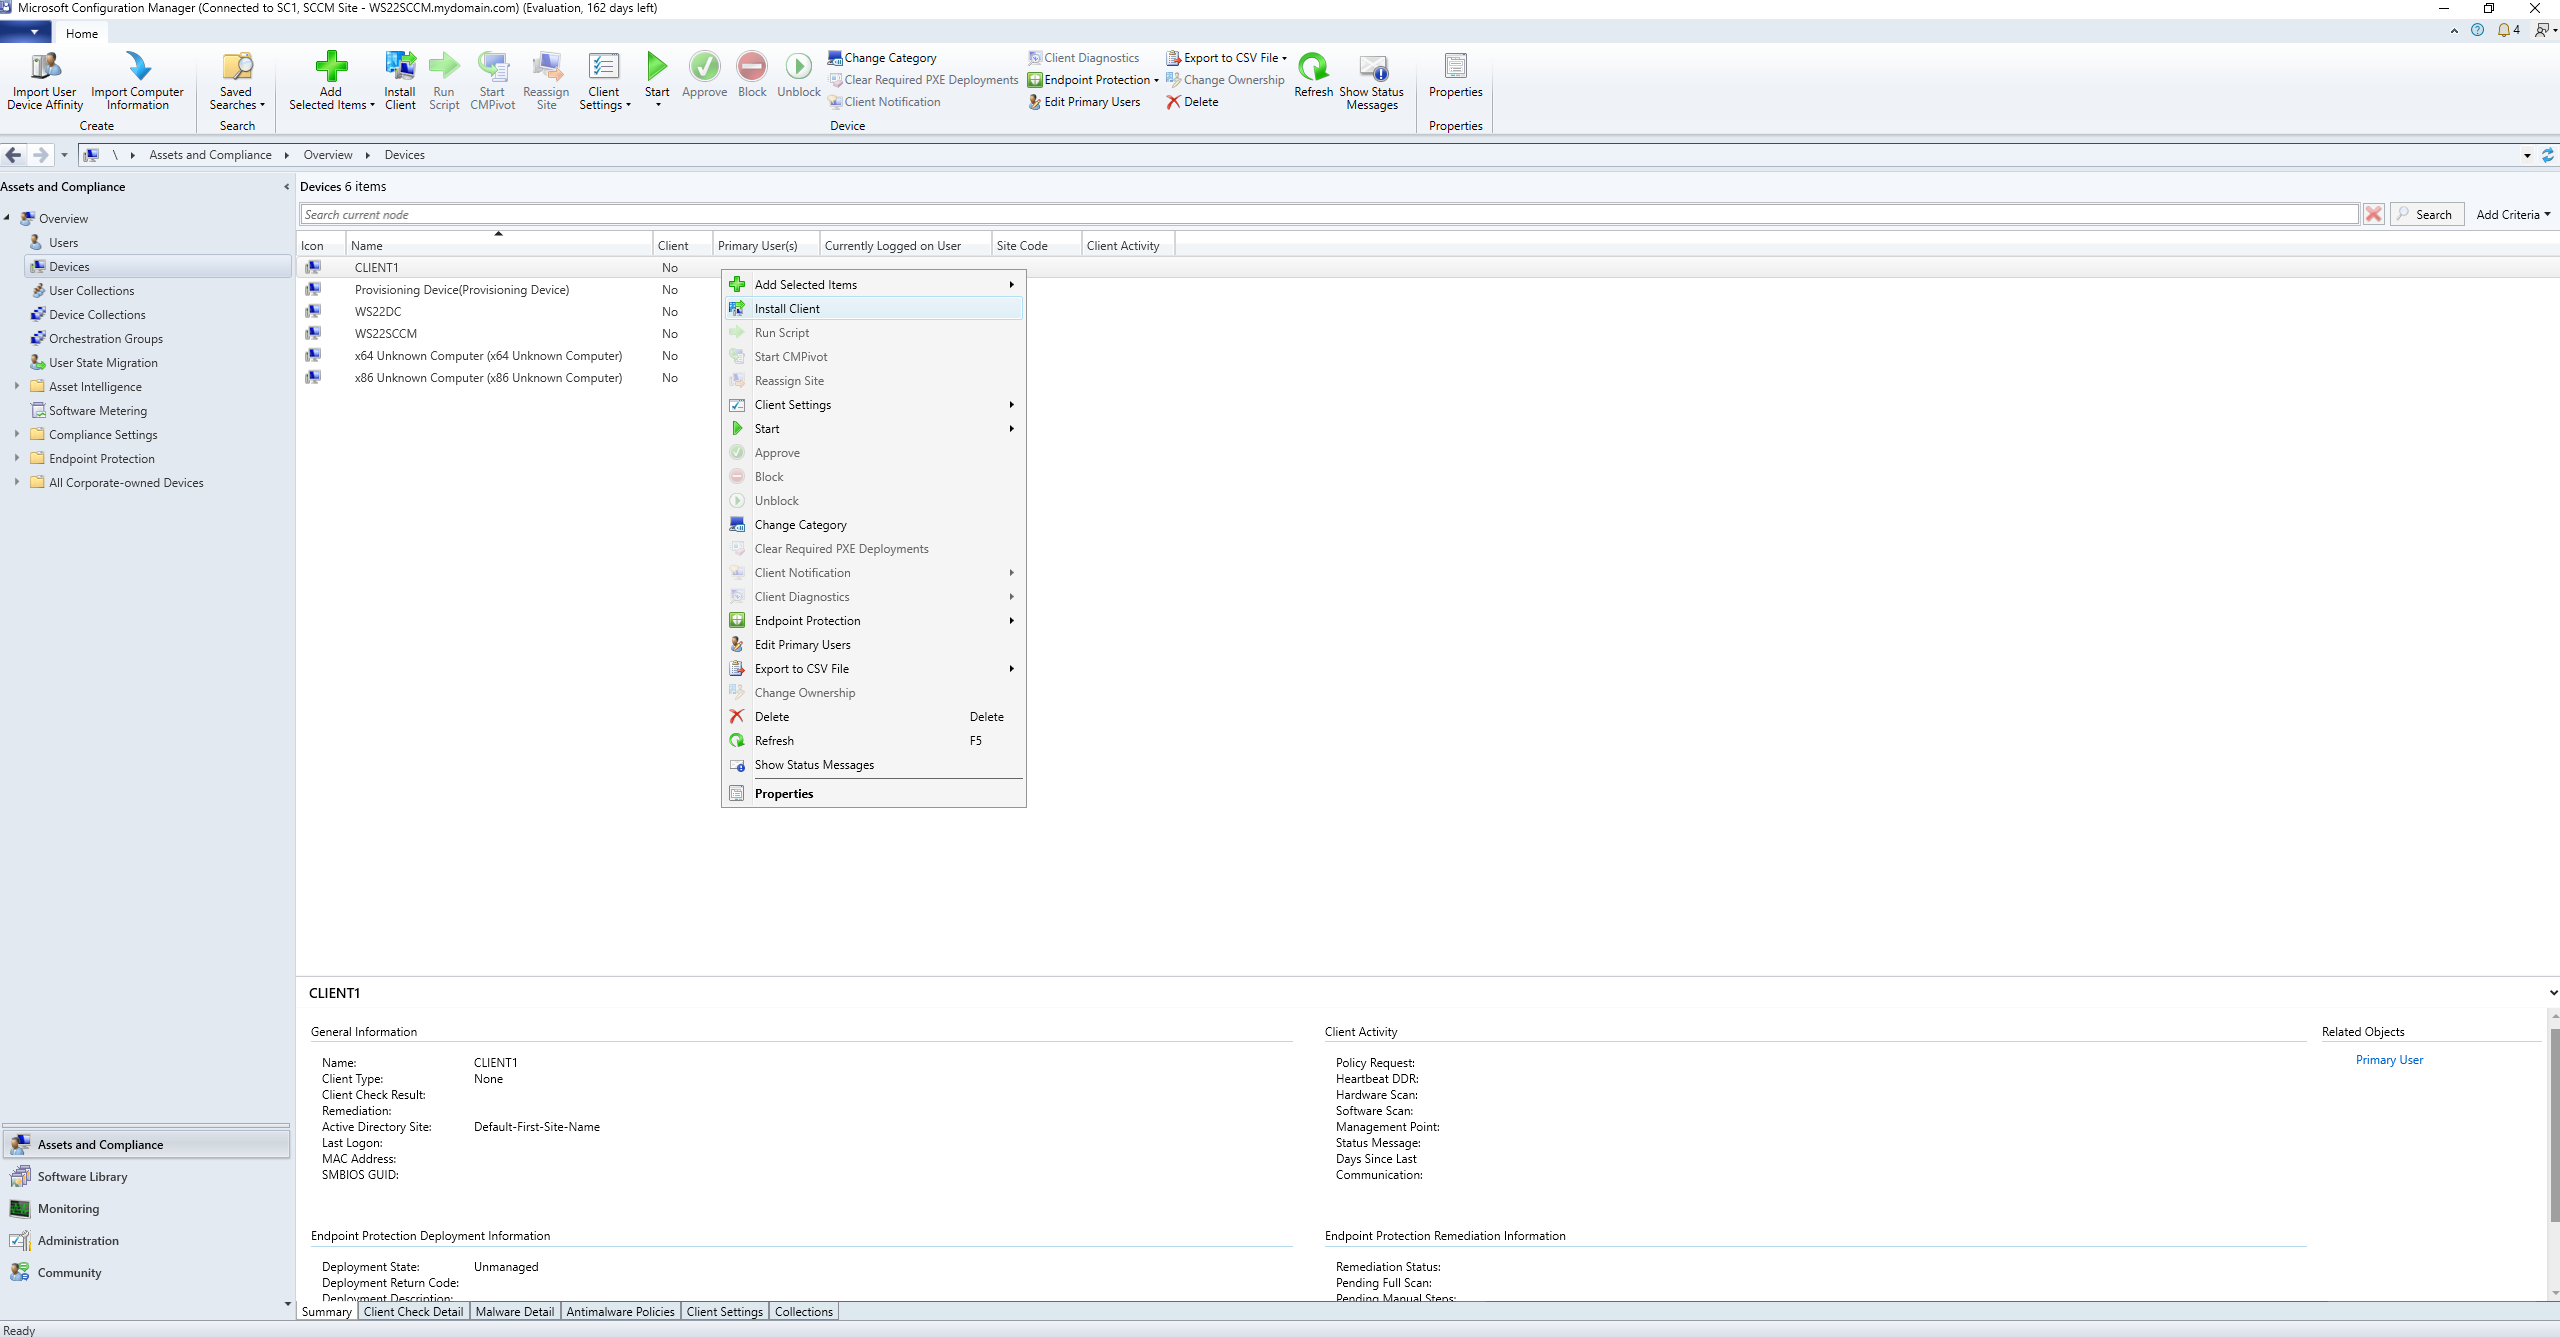 Microsoft Configuration Manager (Connected to SC1, SCCM Site - WS22SCCM.mydomain.com) (Evaluation, 162 days left)
Home
4
Import User
Device Affinity
Import Computer
Information
Create
Saved
Searches
Search
Add
Selected Items
Install
Client
Run
Script
Start
CMPivot
Reassign
Site
Client
Settings
Start
Approve
Block
Unblock
Change Category
Clear Required PXE Deployments
Client Notification
Client Diagnostics
Endpoint Protection
Edit Primary Users
Export to CSV File
Change Ownership
Delete
Refresh
Show Status
Messages
Device
Properties
Properties
\ Assets and Compliance Overview Devices
Assets and Compliance
Overview
Users
Devices
User Collections
Device Collections
Orchestration Groups
User State Migration
Asset Intelligence
Software Metering
Compliance Settings
Endpoint Protection
All Corporate-owned Devices
Assets and Compliance
Software Library
Monitoring
Administration
Community
Devices 6 items
Search current node
Search
Add Criteria
Icon Name Client Primary User(s) Currently Logged on User Site Code Client Activity
CLIENT1 No
Provisioning Device(Provisioning Device) No
WS22DC No
WS22SCCM No
x64 Unknown Computer (x64 Unknown Computer) No
x86 Unknown Computer (x86 Unknown Computer) No
Add Selected Items
Install Client
Run Script
Start CMPivot
Reassign Site
Client Settings
Start
Approve
Block
Unblock
Change Category
Clear Required PXE Deployments
Client Notification
Client Diagnostics
Endpoint Protection
Edit Primary Users
Export to CSV File
Change Ownership
Delete Delete
Refresh F5
Show Status Messages
Properties
CLIENT1
General Information
Name: CLIENT1
Client Type: None
Client Check Result:
Remediation:
Active Directory Site: Default-First-Site-Name
Last Logon:
MAC Address:
SMBIOS GUID:
Client Activity
Policy Request:
Heartbeat DDR:
Hardware Scan:
Software Scan:
Management Point:
Status Message:
Days Since Last
Communication:
Related Objects
Primary User
Endpoint Protection Deployment Information
Deployment State: Unmanaged
Deployment Return Code:
Deployment Description:
Endpoint Protection Remediation Information
Remediation Status:
Pending Full Scan:
Pending Manual Steps:
Summary Client Check Detail Malware Detail Antimalware Policies Client Settings Collections
Ready